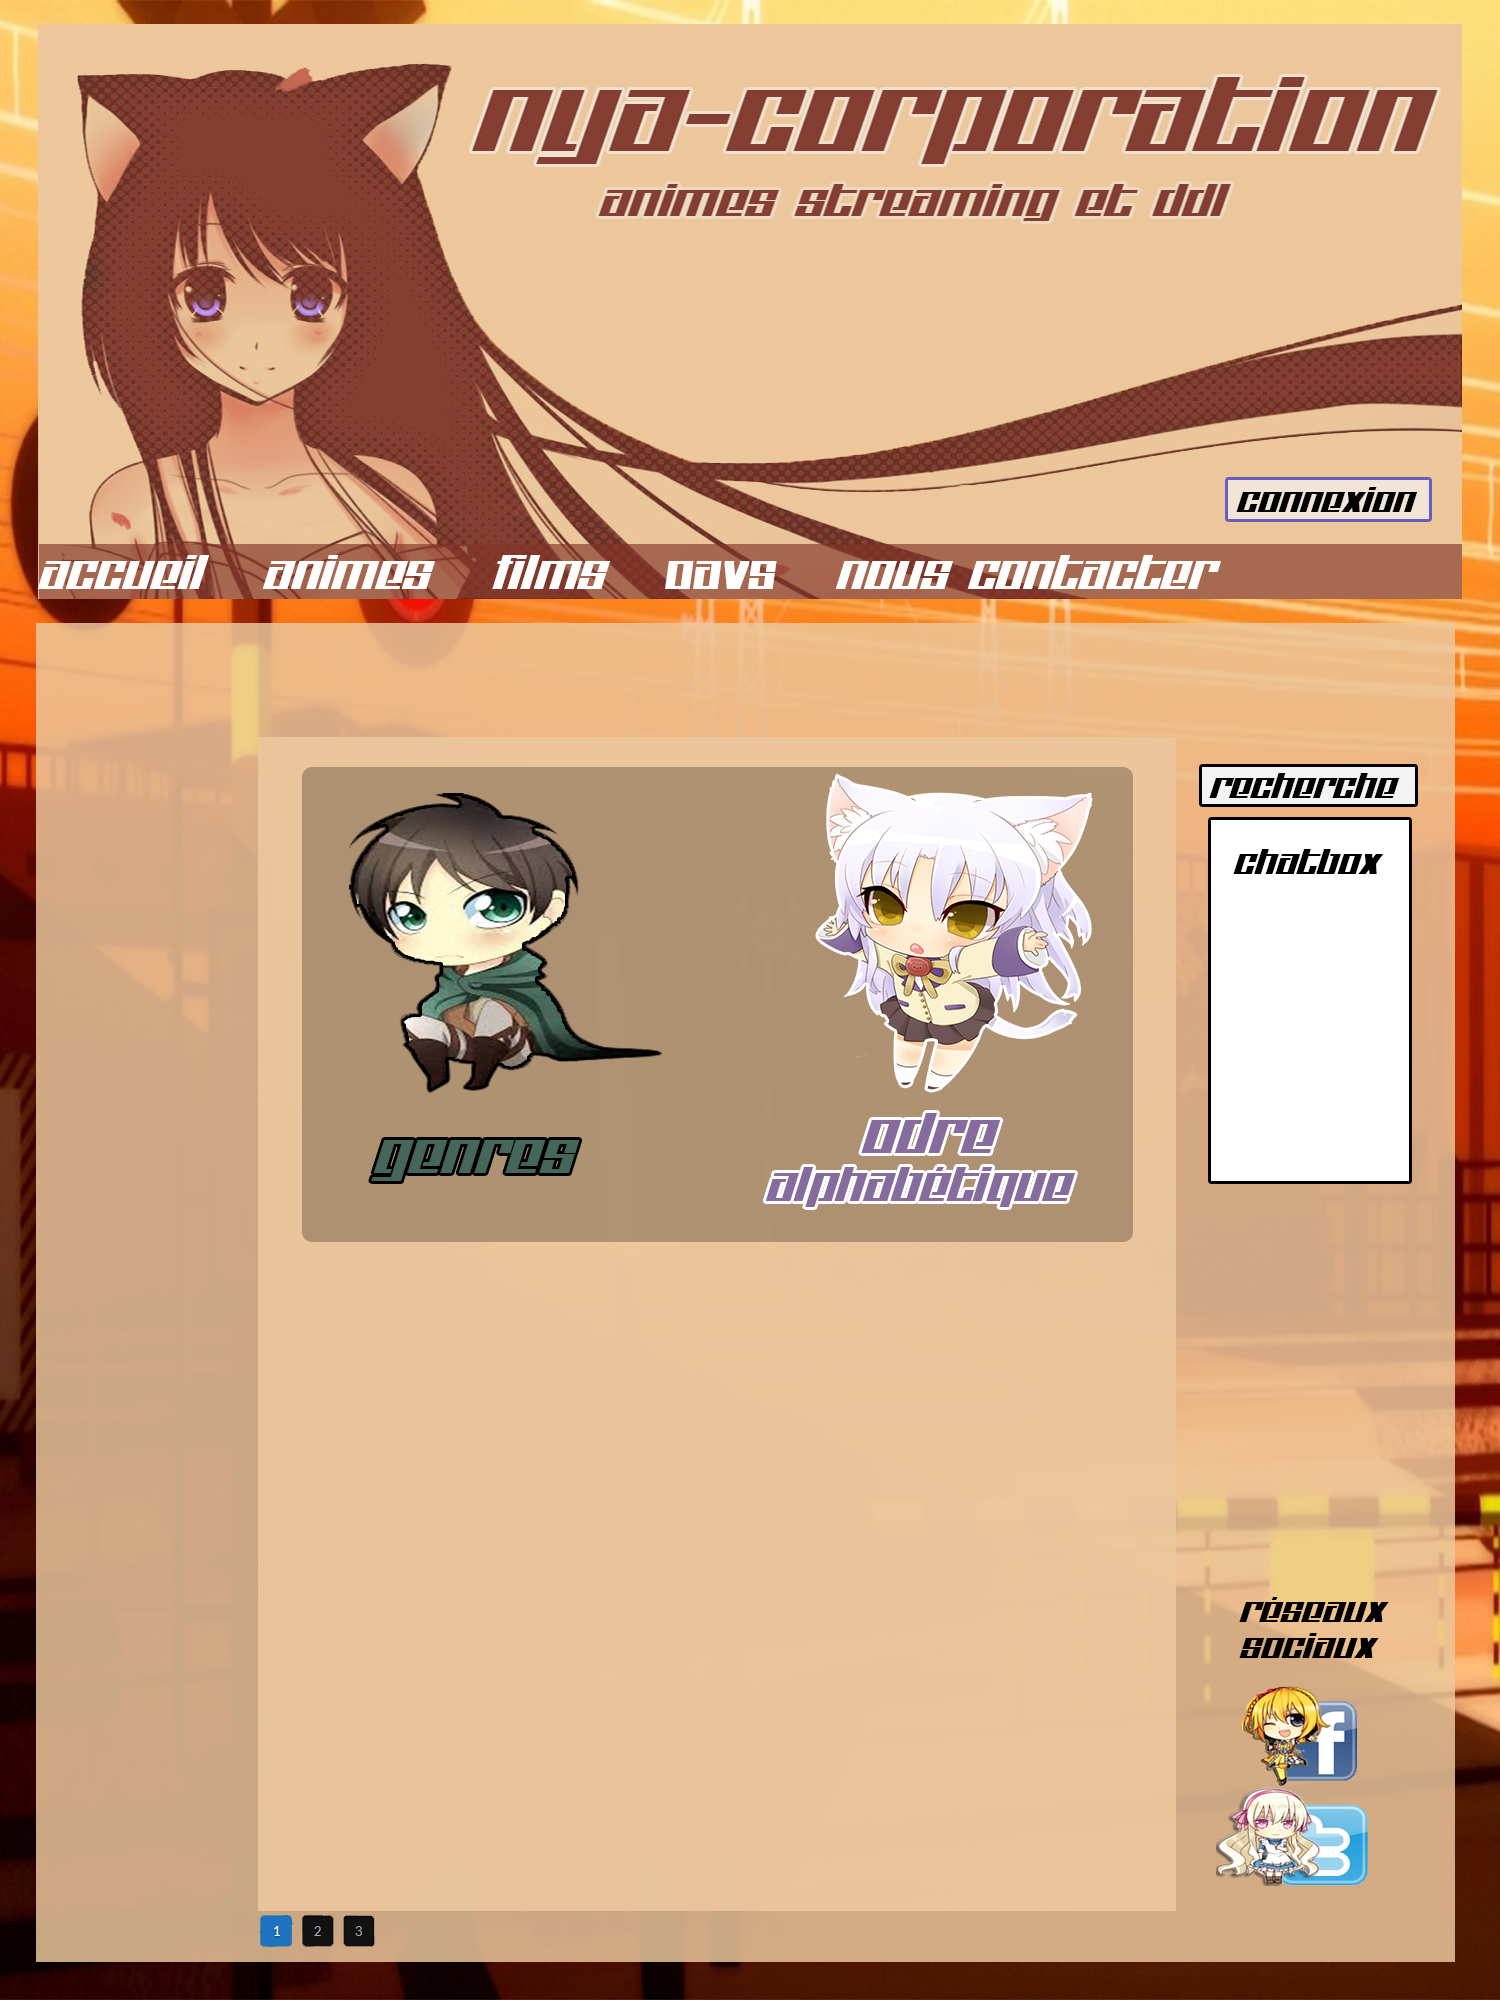 nya-corporation
animes streaming et ddl
connexion
accueil animes films oavs nous contacter
recherche
chatbox
genres
odre
alphabétique
réseaux
sociaux
f
1 2 3